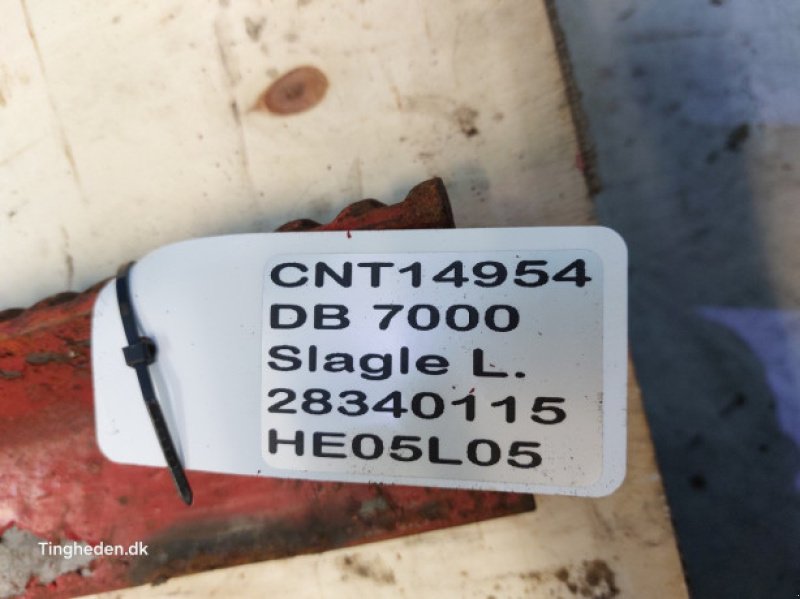 CNT14954
DB 7000
Slagle L.
28340115
HE05L05
Tingheden.dk